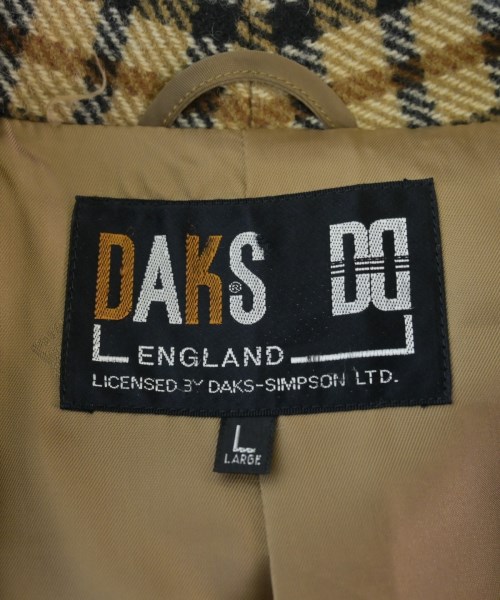 DAKS® DD
ENGLAND
LICENSED BY DAKS-SIMPSON LTD.
L
LARGE